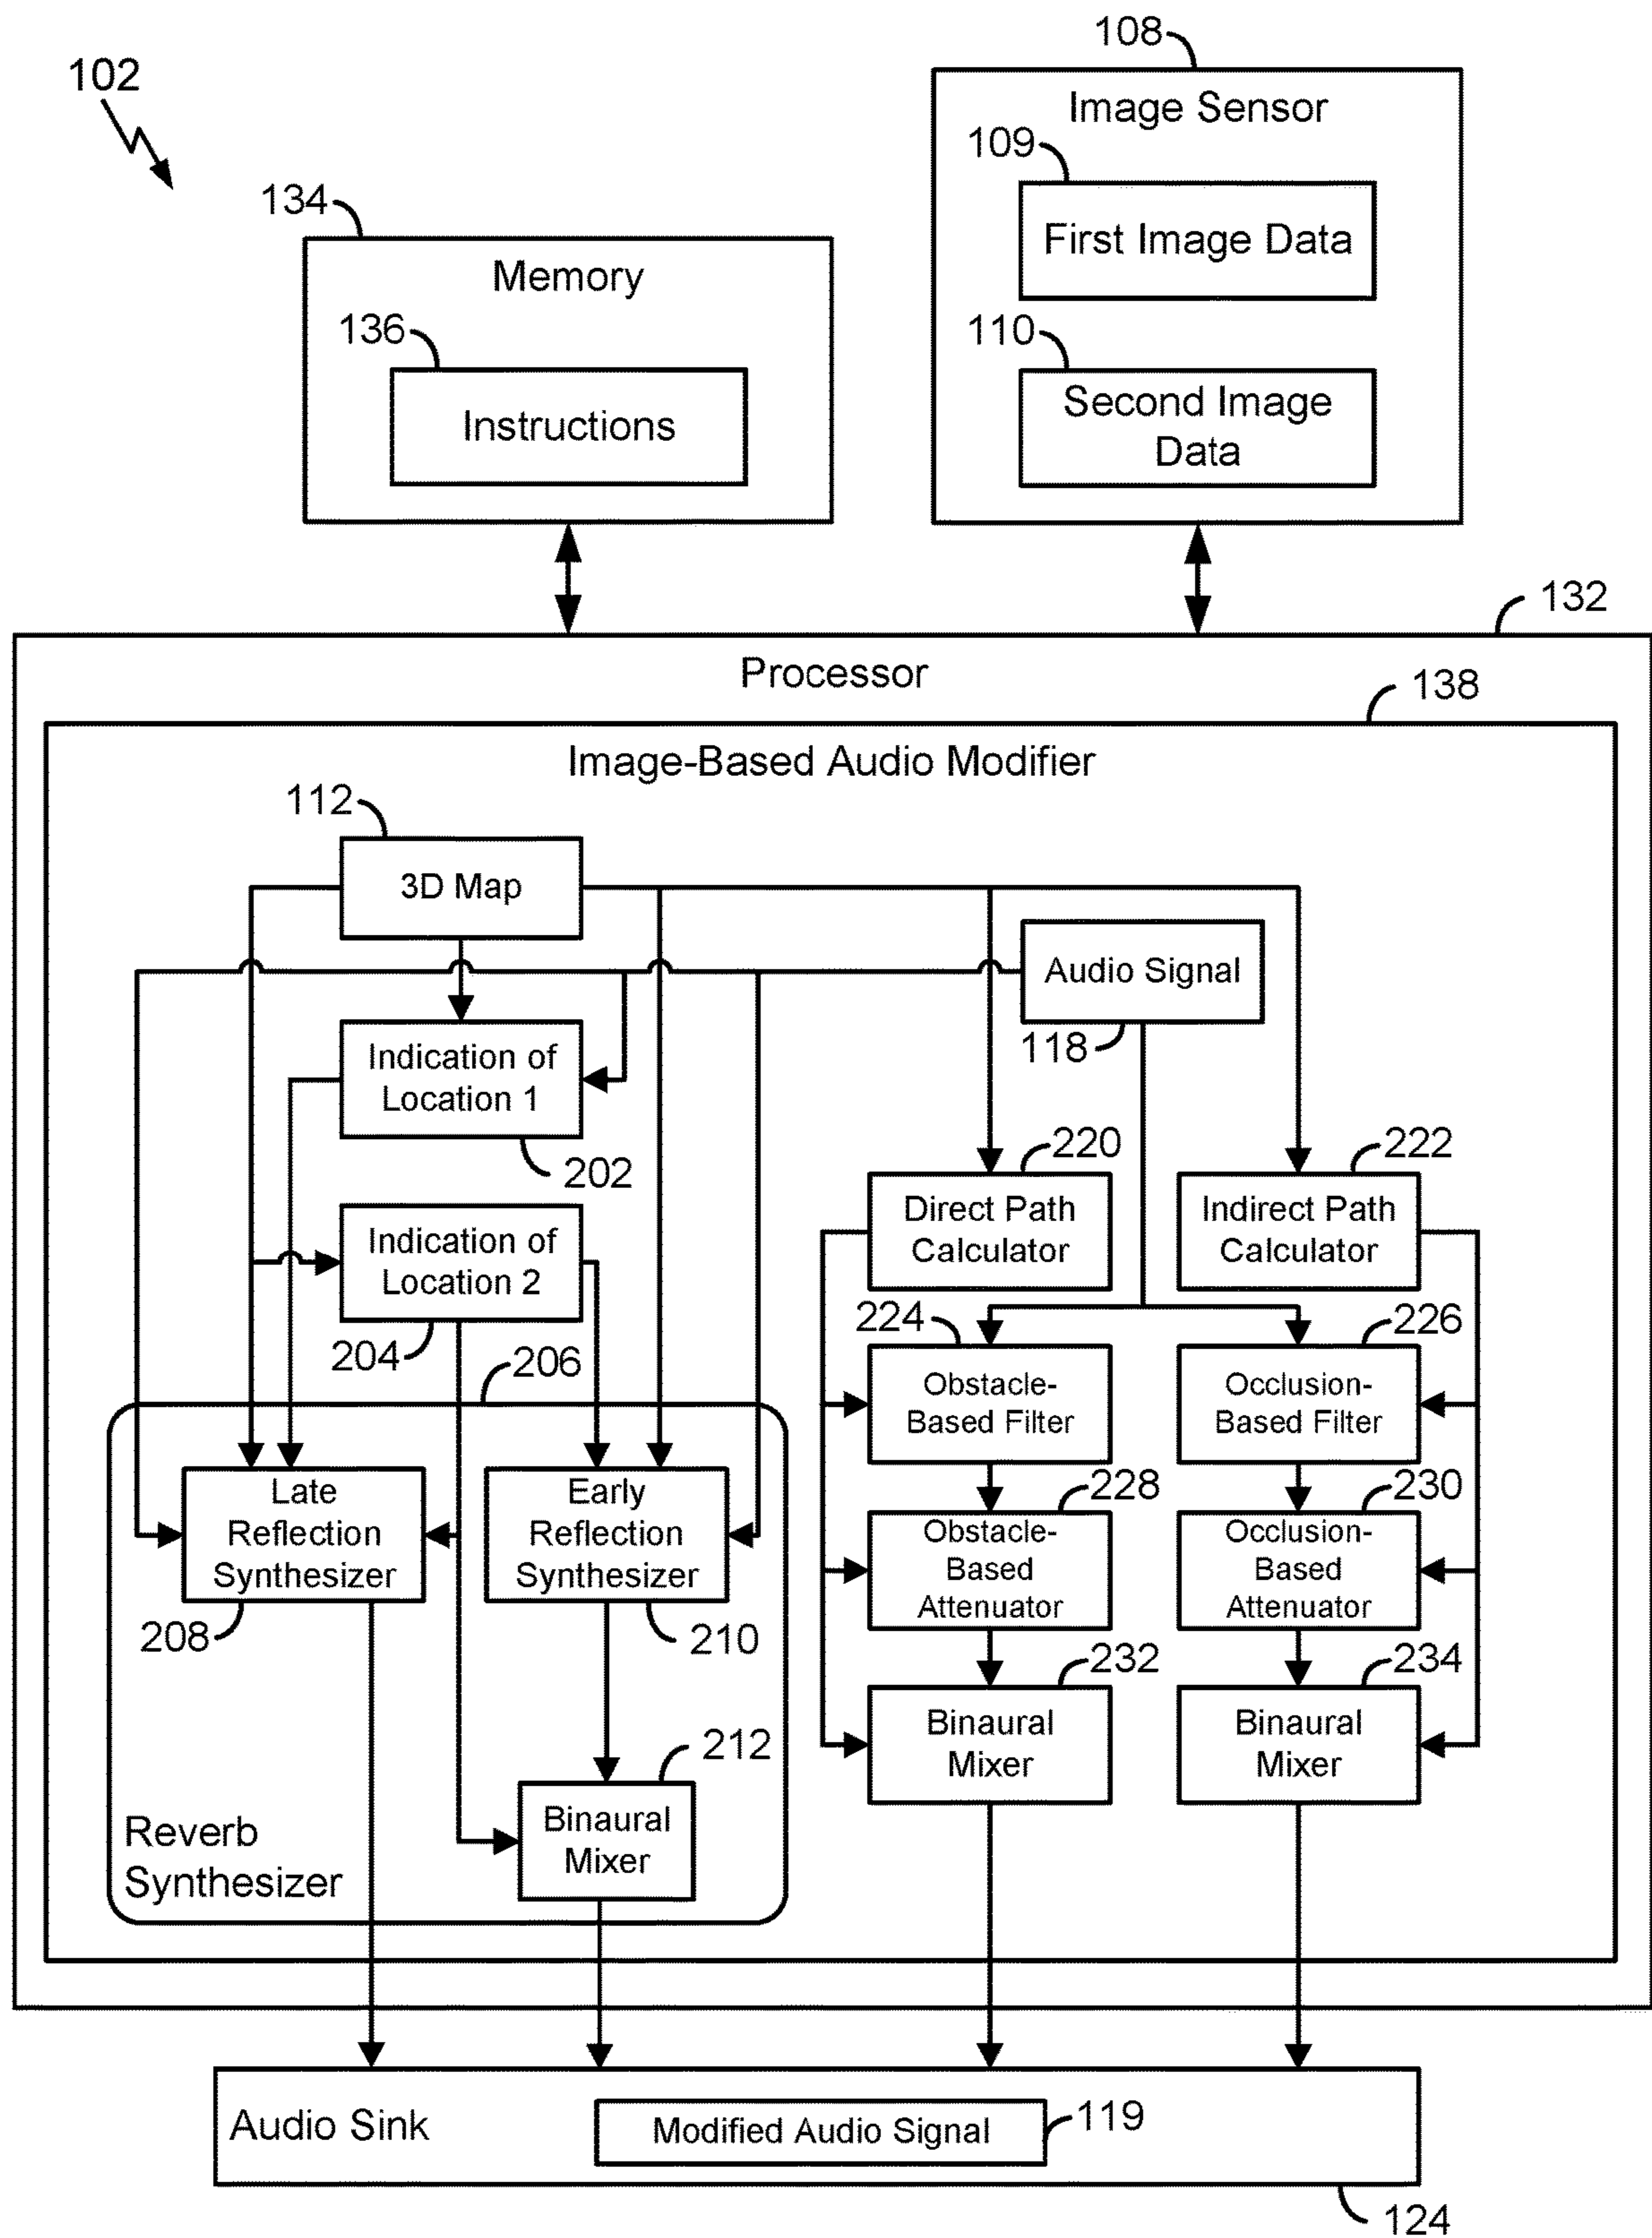 102
108
Image Sensor
109
First Image Data
110
Second Image
Data
134
Memory
136
Instructions
132
Processor
138
Image-Based Audio Modifier
112
3D Map
Audio Signal
118
Indication of
Location 1
202
Indication of
Location 2
204
206
220
Direct Path
Calculator
222
Indirect Path
Calculator
224
Obstacle-
Based Filter
226
Occlusion-
Based Filter
Late
Reflection
Synthesizer
208
Early
Reflection
Synthesizer
210
228
Obstacle-
Based
Attenuator
230
Occlusion-
Based
Attenuator
212
Binaural
Mixer
232
Binaural
Mixer
234
Binaural
Mixer
Reverb
Synthesizer
Audio Sink
Modified Audio Signal
119
124